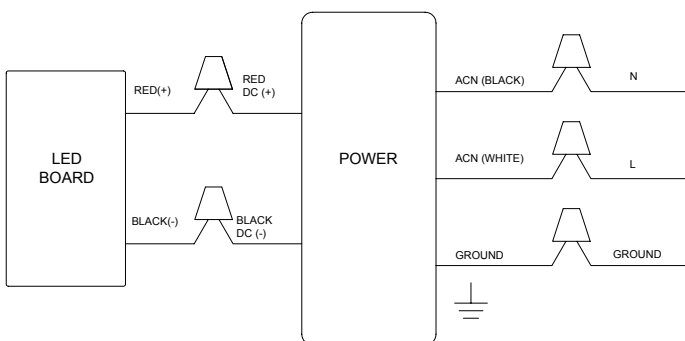 LED
BOARD
RED(+)
RED
DC (+)
BLACK(-)
BLACK
DC (-)
POWER
ACN (BLACK)
N
ACN (WHITE)
L
GROUND
GROUND